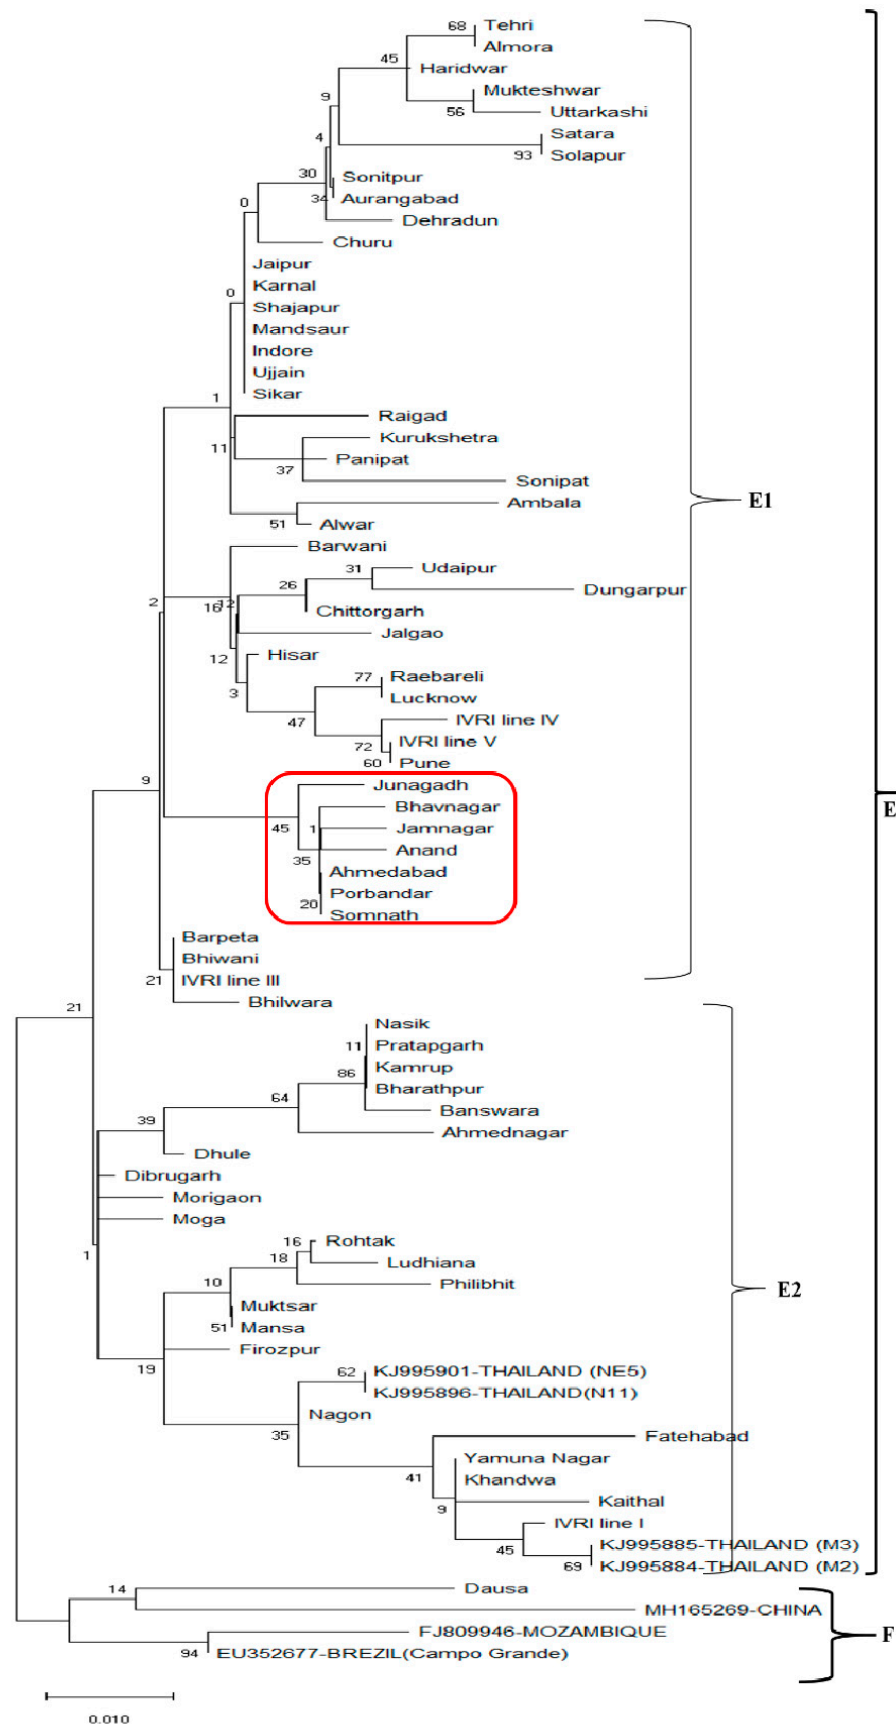 E
68 Tehri
Almora
45 Haridwar
9 Mukteshwar
56 Uttarkashi
4 Satara
93 Solapur
30 Sonitpur
34 Aurangabad
0 Dehradun
Churu
Jaipur
0 Karnal
Shajapur
Mandsaur
Indore
Ujjain
Sikar
1 Raigad
11 Kurukshetra
Panipat
37 Sonipat
E1
Ambala
51 Alwar
Barwani
31 Udaipur
26 Dungarpur
2 16 12 Chittorgarh
Jalgao
12 Hisar
77 Raebareli
3 Lucknow
47 IVRI line IV
72 IVRI line V
60 Pune
9 Junagadh
E
Bhavnagar
45 1 Jamnagar
Anand
35 Ahmedabad
Porbandar
20 Somnath
Barpeta
Bhiwani
21 IVRI line III
Bhilwara
21
Nasik
11 Pratapgarh
86 Kamrup
Bharathpur
64 Banswara
39 Ahmednagar
Dhule
Dibrugarh
Morigaon
Moga
1
16 Rohtak
18 Ludhiana
10 Philibhit
E2
Muktsar
51 Mansa
Firozpur
19
62 KJ995901-THAILAND (NE5)
KJ995896-THAILAND(N11)
Nagon
35 Fatehabad
Yamuna Nagar
41 Khandwa
Kaithal
9 IVRI line I
45 KJ995885-THAILAND (M3)
69 KJ995884-THAILAND (M2)
14 Dausa
MH165269-CHINA
FJ809946-MOZAMBIQUE
F
94 EU352677-BREZIL(Campo Grande)
0.010